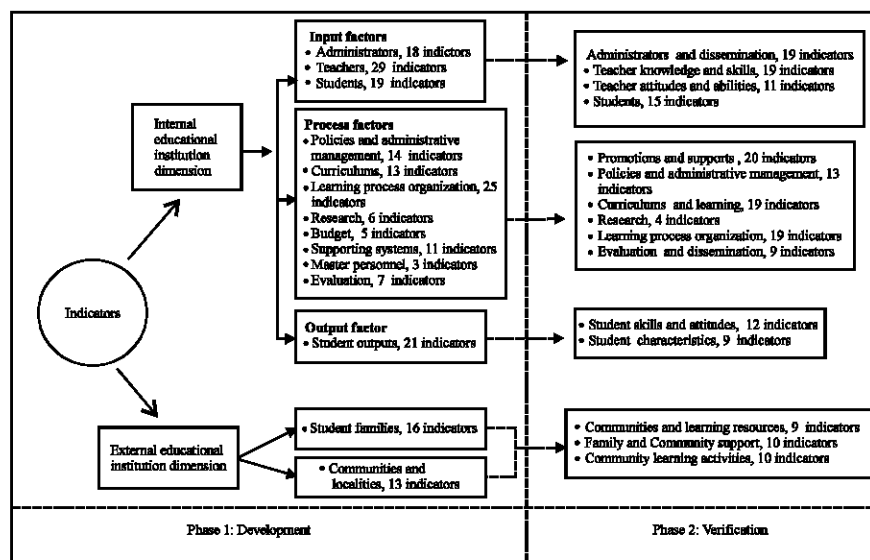 Indicators
Internal
educational
institution
dimension
External educational
institution dimension
Input factors
• Administrators, 18 indictors
• Teachers, 29 indicators
• Students, 19 indicators
Process factors
• Policies and administrative
management, 14 indicators
• Curriculums, 13 indicators
• Learning process organization, 25
indicators
• Research, 6 indicators
• Budget, 5 indicators
• Supporting systems, 11 indicators
• Master personnel, 3 indicators
• Evaluation, 7 indicators
Output factor
• Student outputs, 21 indicators
• Student families, 16 indicators
• Communities and
localities, 13 indicators
Administrators and dissemination, 19 indicators
• Teacher knowledge and skills, 19 indicators
• Teacher attitudes and abilities, 11 indicators
• Students, 15 indicators
• Promotions and supports , 20 indicators
• Policies and administrative management, 13
indicators
• Curriculums and learning, 19 indicators
• Research, 4 indicators
• Learning process organization, 19 indicators
• Evaluation and dissemination, 9 indicators
• Student skills and attitudes, 12 indicators
• Student characteristics, 9 indicators
• Communities and learning resources, 9 indicators
• Family and Community support, 10 indicators
• Community learning activities, 10 indicators
Phase 1: Development
Phase 2: Verification